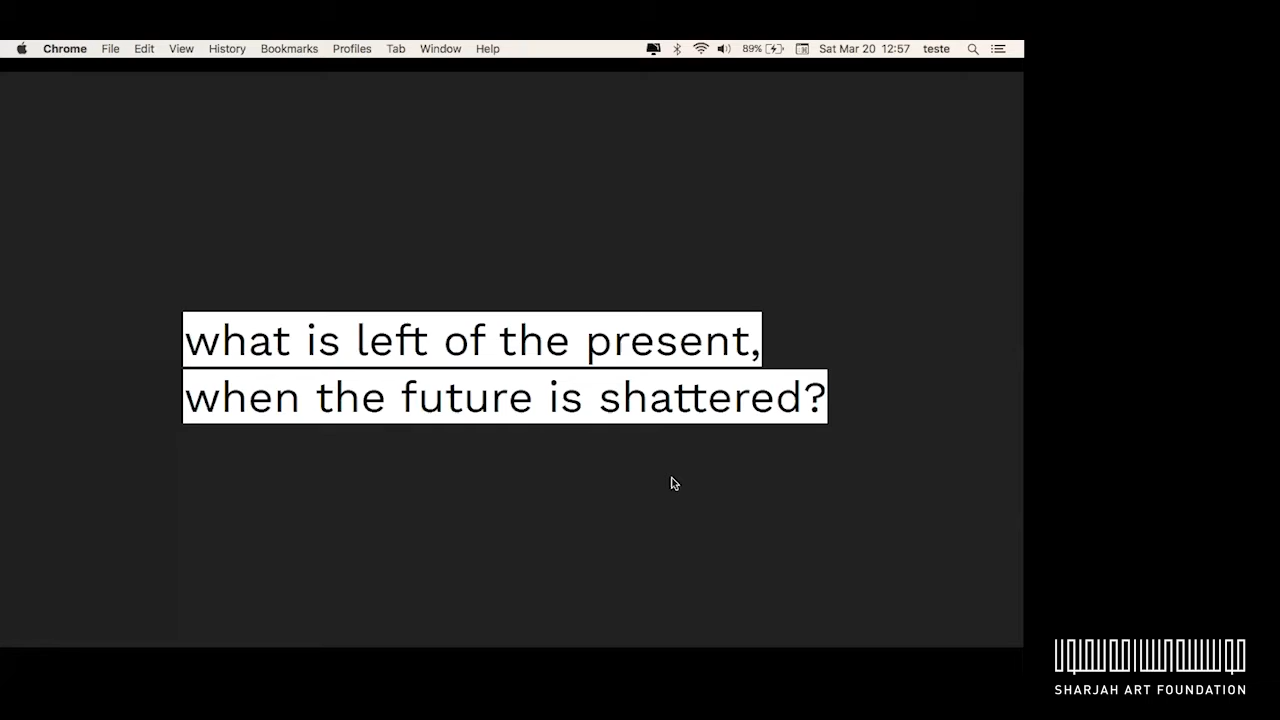 Chrome File Edit View History Bookmarks Profiles Tab Window Help 89% Sat Mar 20 12:57 teste
what is left of the present,
when the future is shattered?
SHARJAH ART FOUNDATION